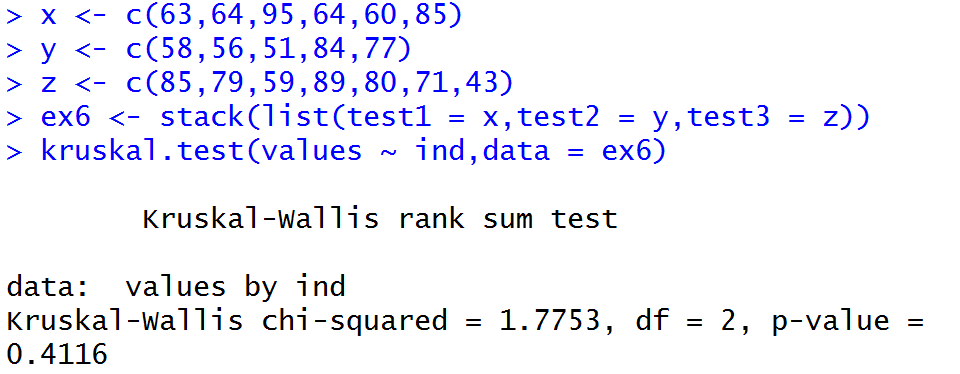 > x <- c(63,64,95,64,60,85)
> y <- c(58,56,51,84,77)
> z <- c(85,79,59,89,80,71,43)
> ex6 <- stack(list(test1 = x,test2 = y,test3 = z))
> kruskal.test(values ~ ind,data = ex6)
Kruskal-Wallis rank sum test
data:  values by ind
Kruskal-Wallis chi-squared = 1.7753, df = 2, p-value =
0.4116